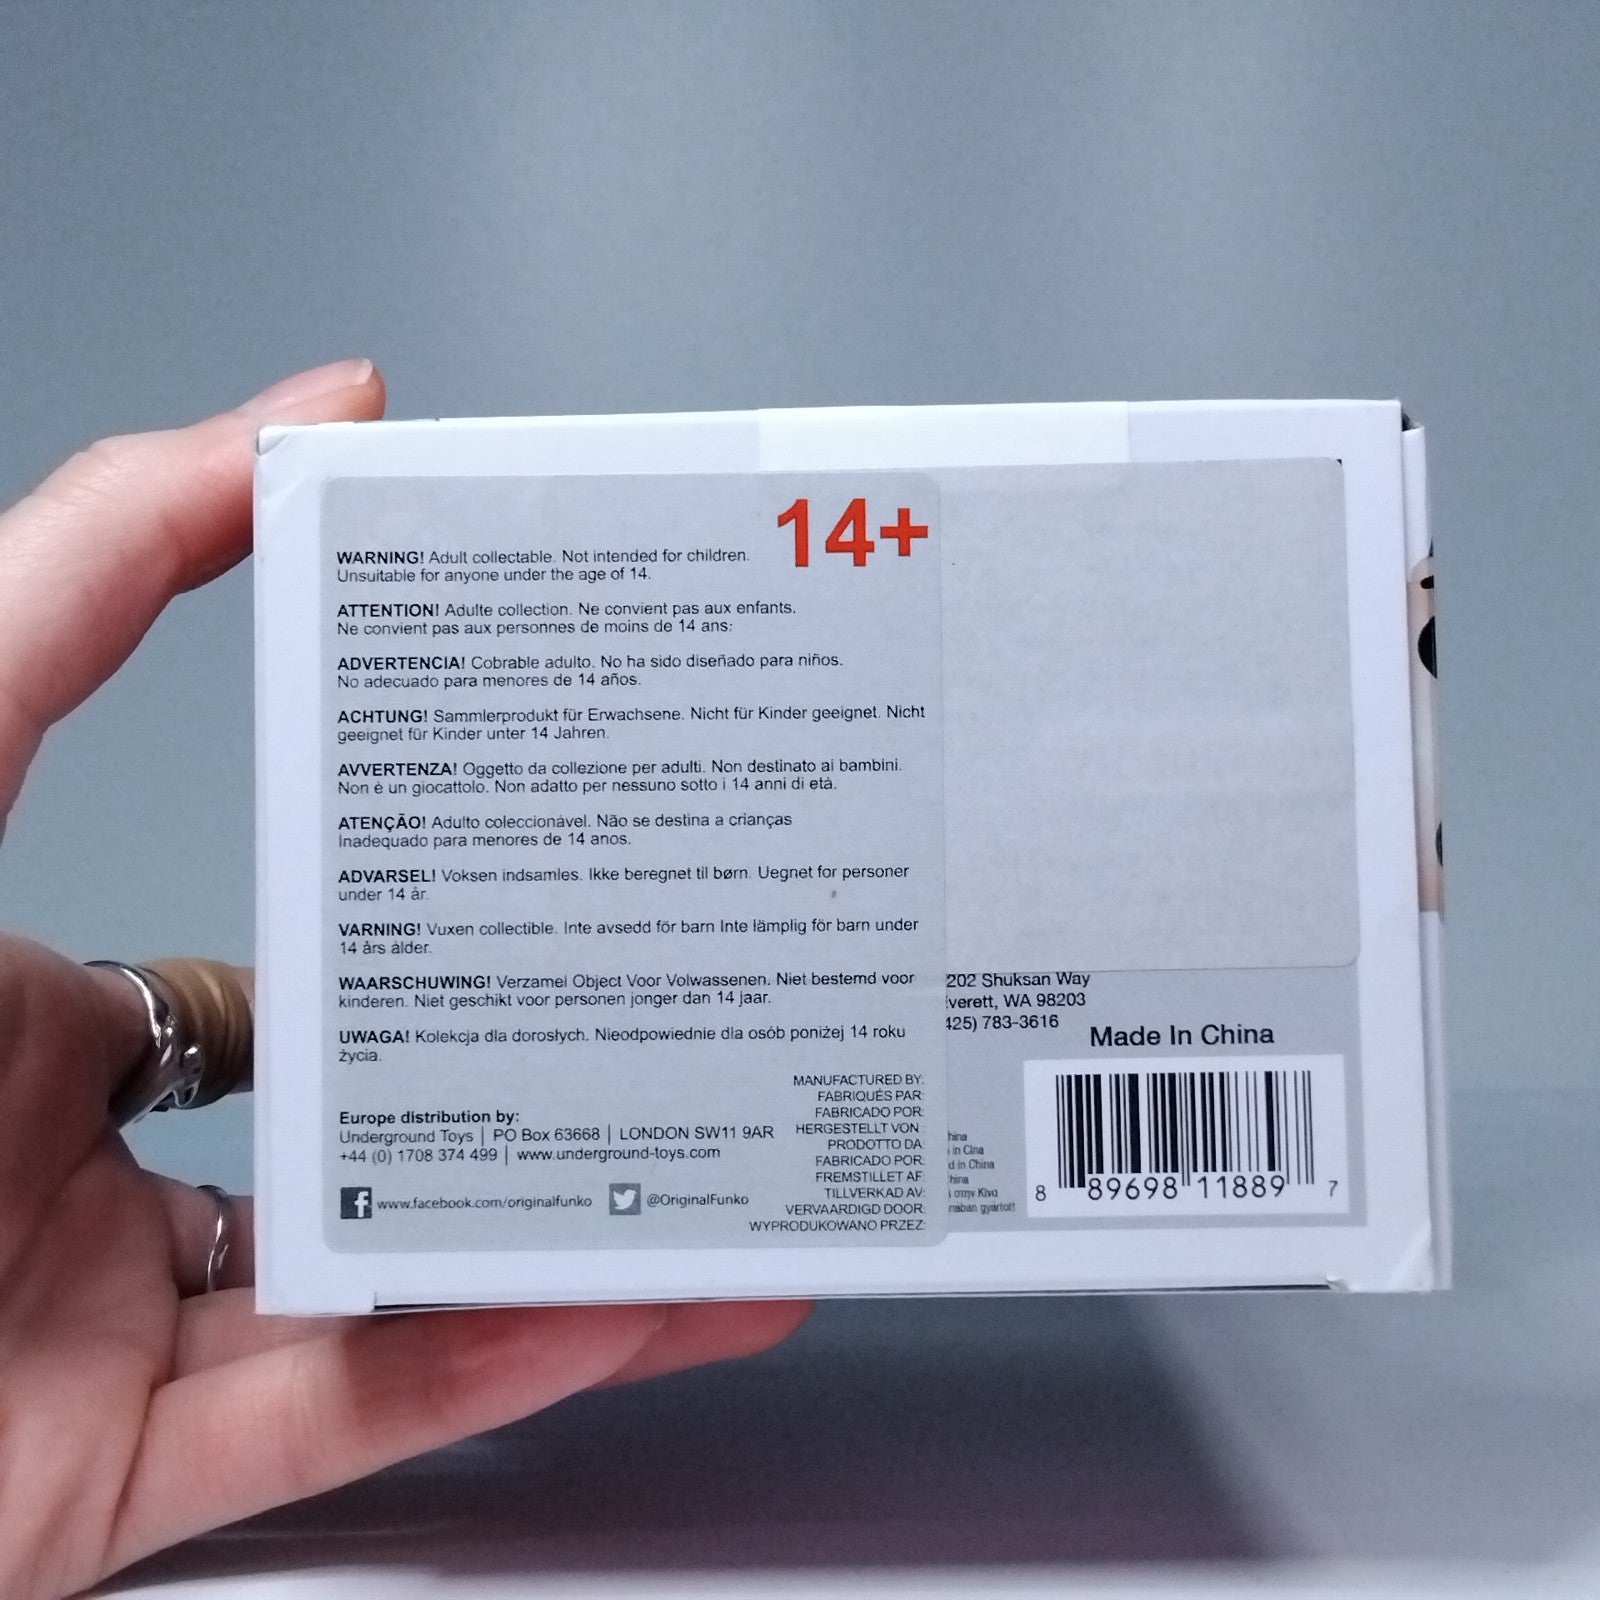 14+
WARNING! Adult collectable. Not intended for children.
Unsuitable for anyone under the age of 14.
ATTENTION! Adulte collection. Ne convient pas aux enfants.
Ne convient pas aux personnes de moins de 14 ans:
ADVERTENCIA! Cobrable adulto. No ha sido diseñado para niños.
No adecuado para menores de 14 años.
ACHTUNG! Sammlerprodukt für Erwachsene. Nicht für Kinder geeignet. Nicht
geeignet für Kinder unter 14 Jahren.
AVVERTENZA! Oggetto da collezione per adulti. Non destinato ai bambini.
Non è un giocattolo. Non adatto per nessuno sotto i 14 anni di età.
ATENÇÃO! Adulto coleccionável. Não se destina a crianças
Inadequado para menores de 14 anos.
ADVARSEL! Voksen indsamles. Ikke beregnet til børn. Uegnet for personer
under 14 år.
VARNING! Vuxen collectible. Inte avsedd för barn Inte lämplig för barn under
14 års ålder.
WAARSCHUWING! Verzamel Object Voor Volwassenen. Niet bestemd voor
kinderen. Niet geschikt voor personen jonger dan 14 jaar.
UWAGA! Kolekcja dla dorosłych. Nieodpowiednie dla osób poniżej 14 roku
życia.
Europe distribution by:
Underground Toys | PO Box 63668 | LONDON SW11 9AR
+44 (0) 1708 374 499 | www.underground-toys.com
www.facebook.com/originalfunko @OriginalFunko
MANUFACTURED BY:
FABRIQUÉS PAR:
FABRICADO POR:
HERGESTELLT VON:
PRODOTTO DA:
FABRICADO POR:
FREMSTILLET AF:
TILLVERKAD AV:
VERVAARDIGD DOOR:
WYPRODUKOWANO PRZEZ:
202 Shuksan Way
verett, WA 98203
425) 783-3616
Made In China
hina
in Cina
d in China
hina
στην Κίνα
nában gyártott
8 89698 11889 7